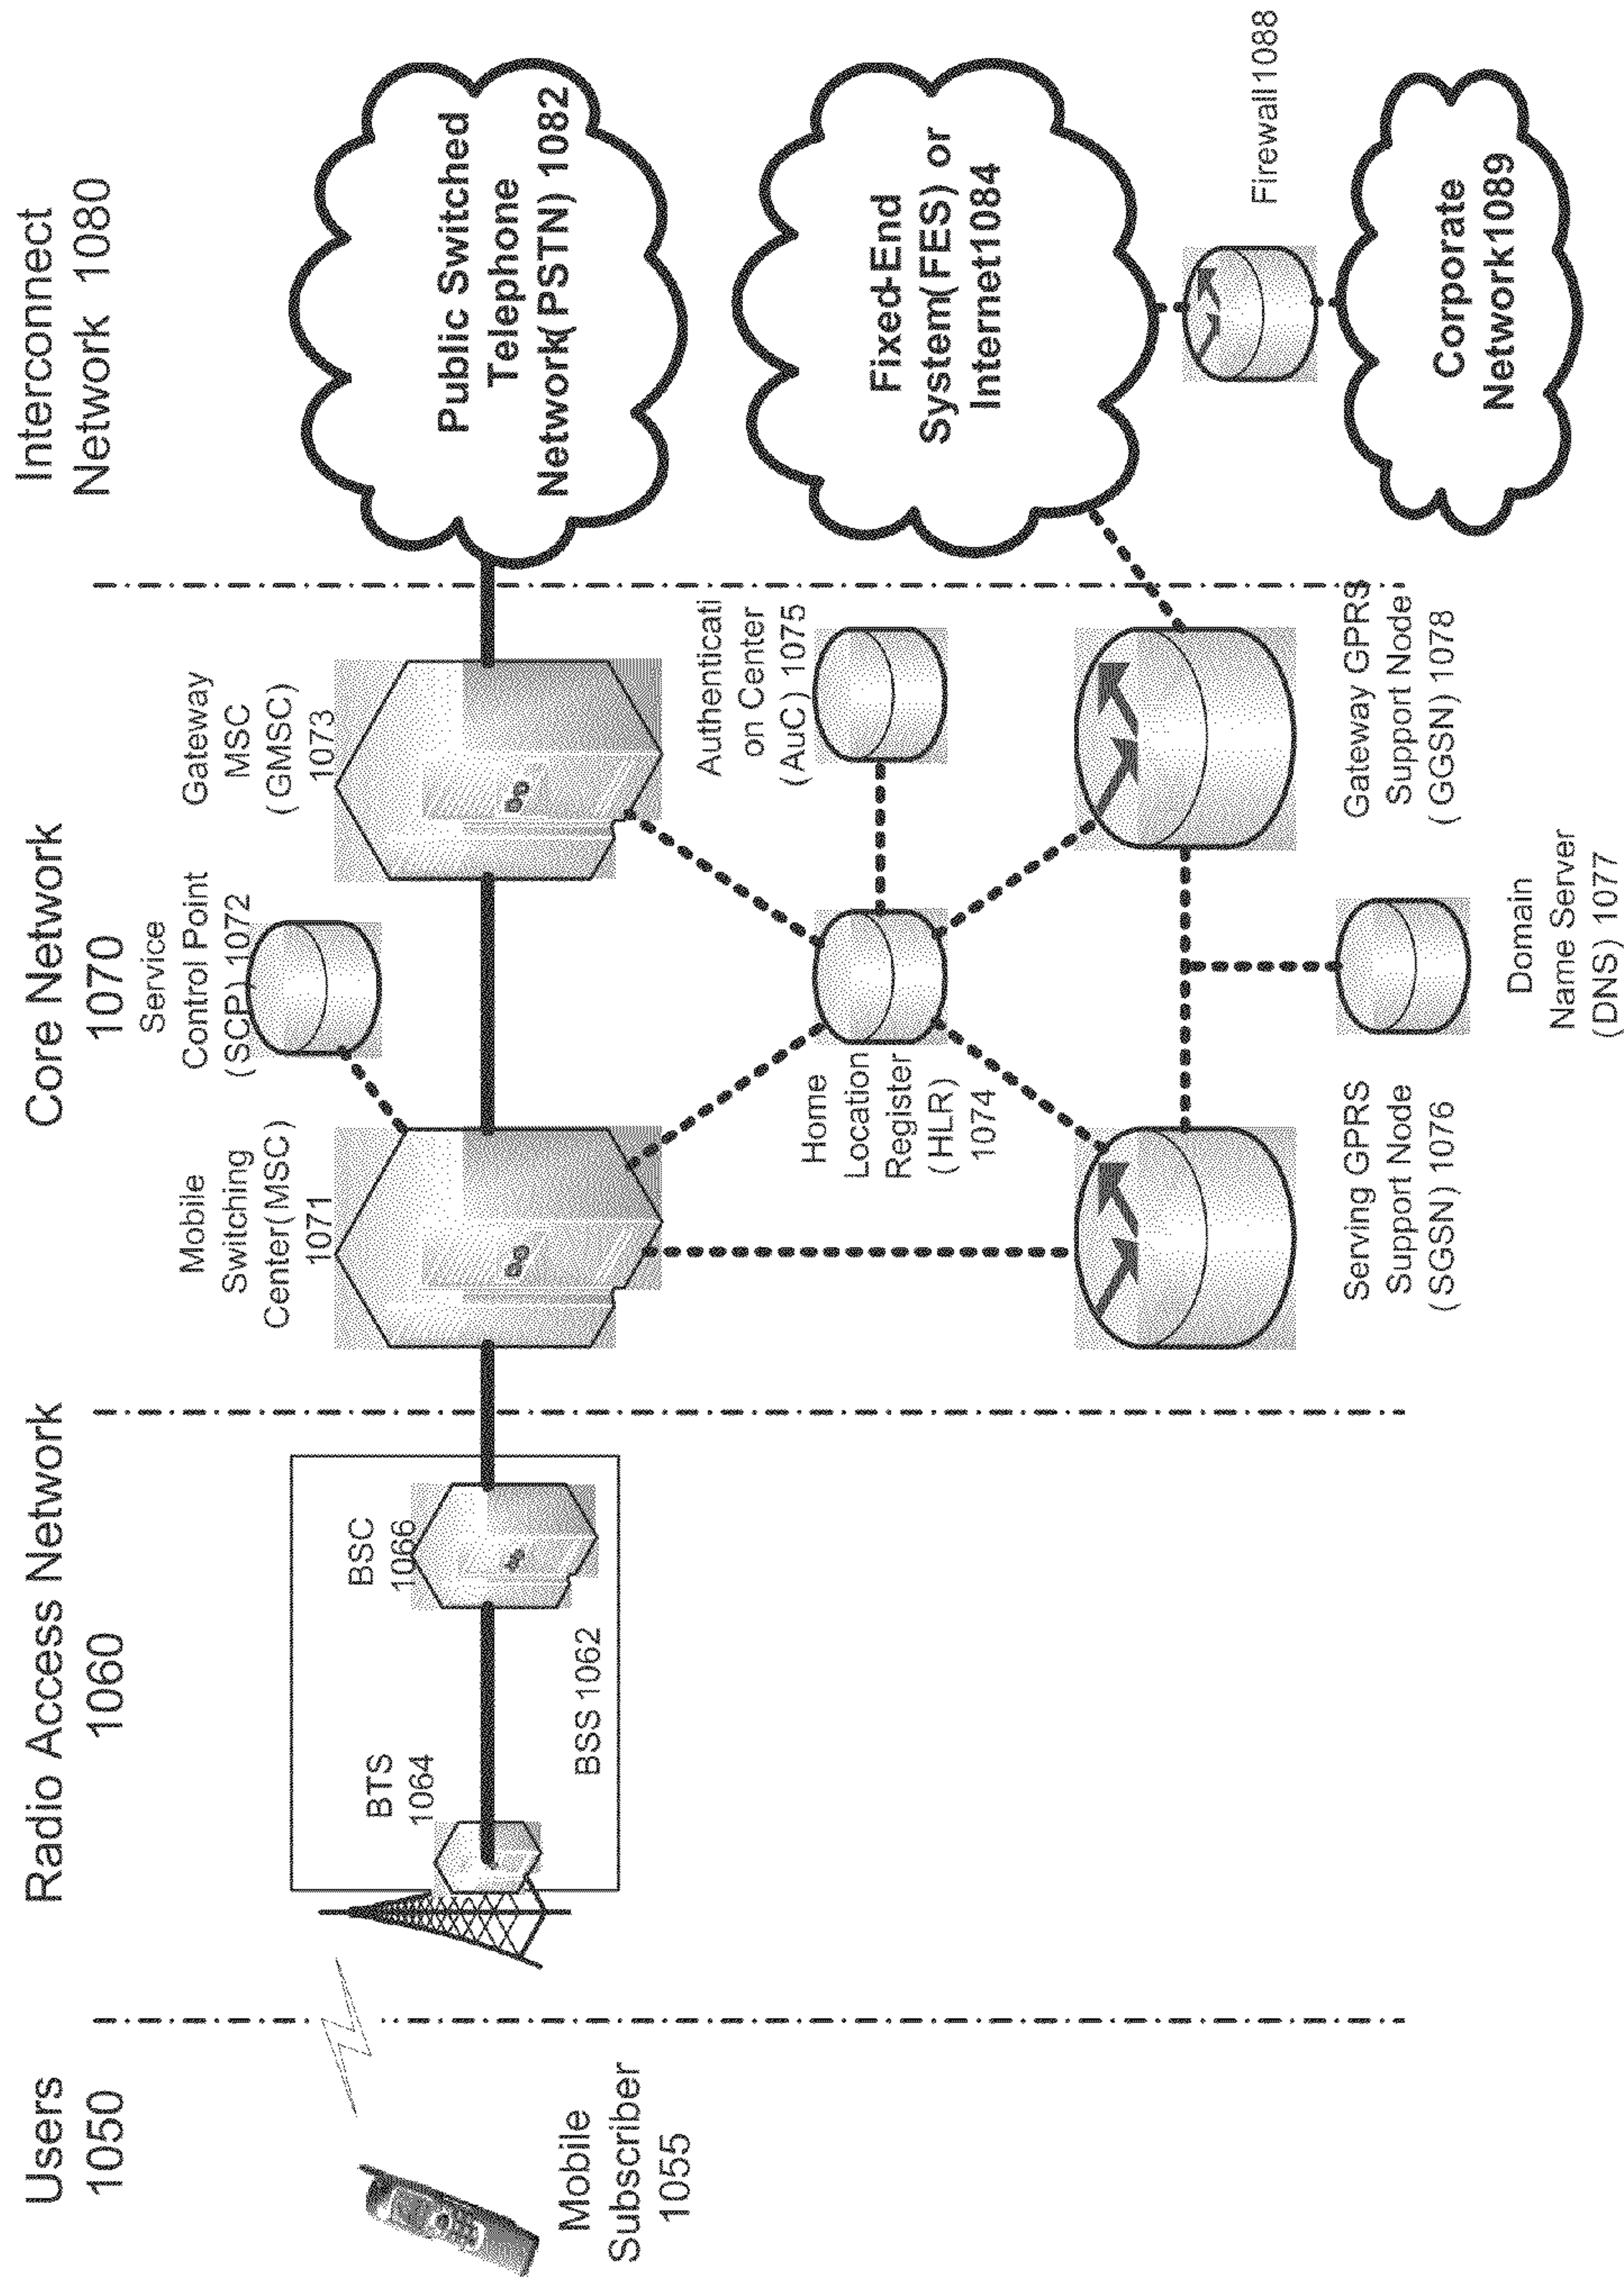 Users
1050
Radio Access Network
1060
Core Network
1070
Interconnect
Network 1080
Mobile
Subscriber
1055
BTS
1064
BSC
1066
BSS 1062
Mobile
Switching
Center(MSC)
1071
Service
Control Point
(SCP) 1072
Gateway
MSC
(GMSC)
1073
Home
Location
Register
(HLR)
1074
Authenticati
on Center
(AuC) 1075
Serving GPRS
Support Node
(SGSN) 1076
Domain
Name Server
(DNS) 1077
Gateway GPRS
Support Node
(GGSN) 1078
Public Switched
Telephone
Network(PSTN) 1082
Fixed-End
System(FES) or
Internet1084
Firewall 1088
Corporate
Network1089